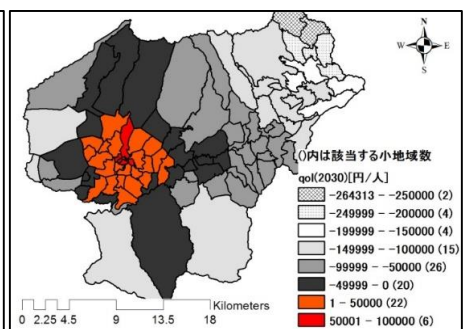 N
W E
S
()内は該当する小地域数
qol(2030)[円/人]
-264313 - -250000 (2)
-249999 - -200000 (4)
-199999 - -150000 (4)
-149999 - -100000 (15)
-99999 - -50000 (26)
-49999 - 0 (20)
1 - 50000 (22)
50001 - 100000 (6)
Kilometers
0 2.25 4.5 9 13.5 18